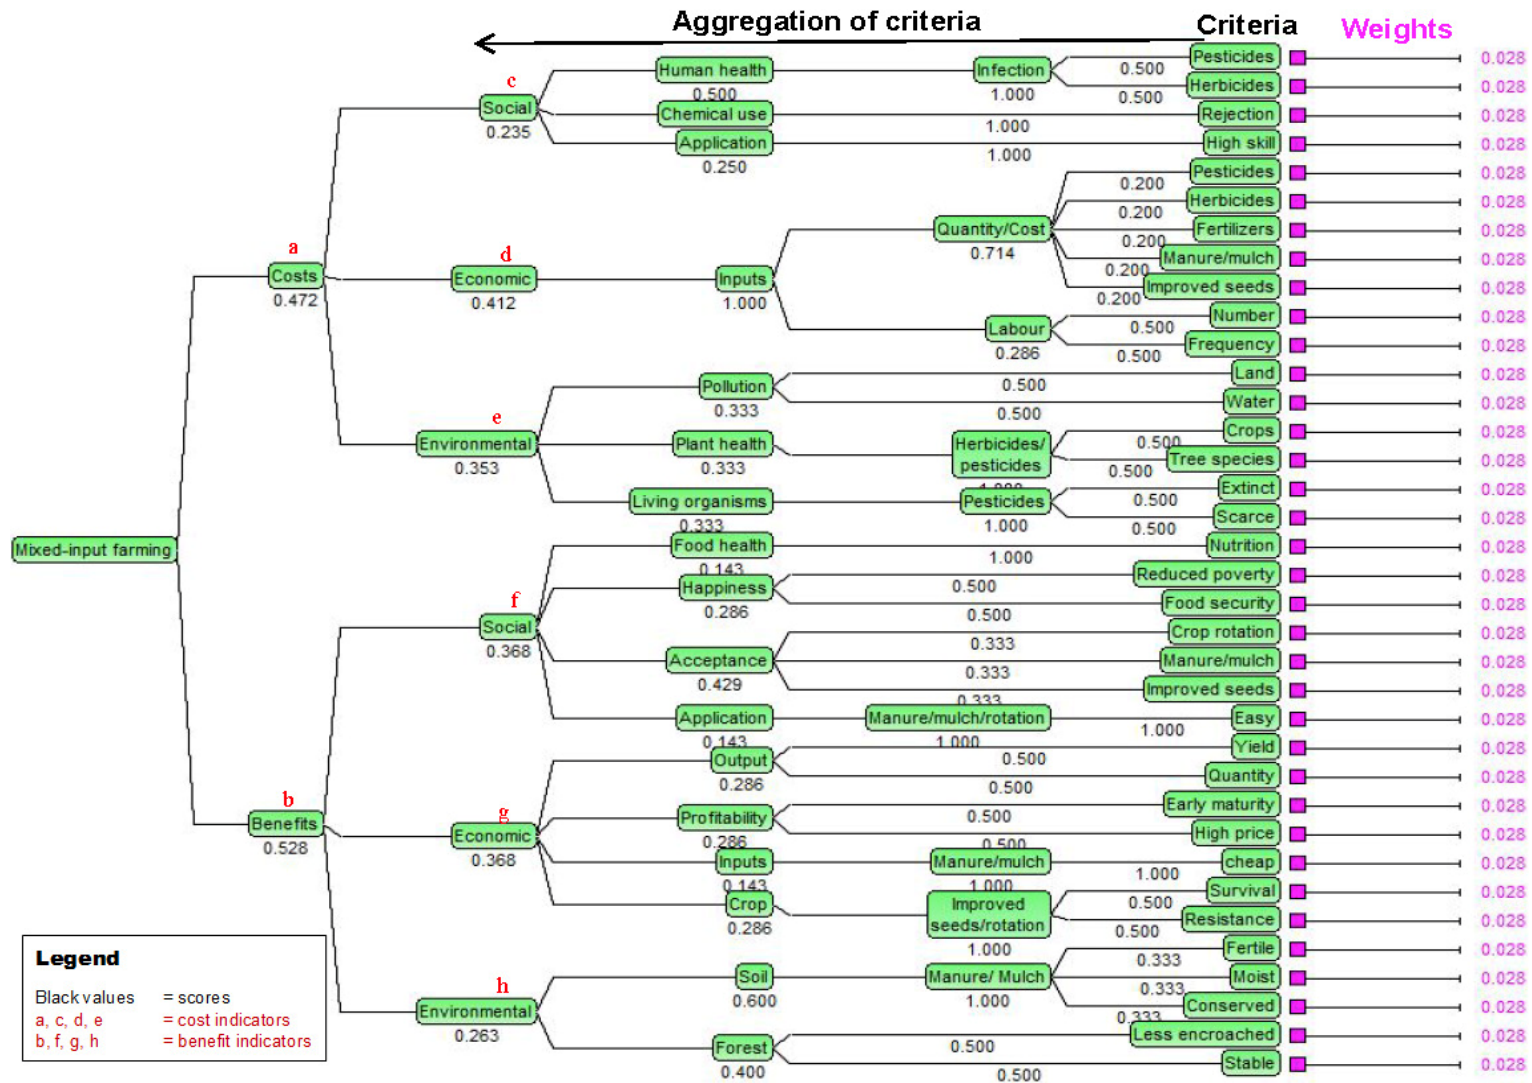 Aggregation of criteria
Criteria
Weights
Pesticides
0.028
c
Human health
Infection
0.500
Herbicides
0.028
0.500
1.000
0.500
Social
0.235
Chemical use
1.000
Rejection
0.028
Application
0.250
1.000
High skill
0.028
Pesticides
0.028
0.200
Herbicides
0.028
0.200
Quantity/Cost
0.714
Fertilizers
0.028
0.200
a
Costs
0.472
d
Economic
0.412
Inputs
1.000
Manure/mulch
0.028
0.200
Improved seeds
0.028
0.200
Labour
0.286
Number
0.028
0.500
Frequency
0.028
0.500
Pollution
0.333
Land
0.028
0.500
Water
0.028
0.500
e
Environmental
0.353
Plant health
0.333
Herbicides/
pesticides
1.000
Crops
0.028
0.500
Tree species
0.028
0.500
Living organisms
0.333
Pesticides
1.000
Extinct
0.028
0.500
Scarce
0.028
0.500
Mixed-input farming
Food health
0.143
1.000
Nutrition
0.028
f
Social
0.368
Happiness
0.286
Reduced poverty
0.028
0.500
Food security
0.028
0.500
Acceptance
0.429
Crop rotation
0.028
0.333
Manure/mulch
0.028
0.333
Improved seeds
0.028
0.333
Application
0.143
Manure/mulch/rotation
1.000
Easy
0.028
1.000
b
Benefits
0.528
g
Economic
0.368
Output
0.286
Yield
0.028
0.500
Quantity
0.028
0.500
Profitability
0.286
Early maturity
0.028
0.500
High price
0.028
0.500
Inputs
0.143
Manure/mulch
1.000
cheap
0.028
1.000
Crop
0.286
Improved
seeds/rotation
1.000
Survival
0.028
0.500
Resistance
0.028
0.500
h
Environmental
0.263
Soil
0.600
Manure/ Mulch
1.000
Fertile
0.028
0.333
Moist
0.028
0.333
Conserved
0.028
0.333
Forest
0.400
Less encroached
0.028
0.500
Stable
0.028
0.500
Legend
Black values = scores
a, c, d, e = cost indicators
b, f, g, h = benefit indicators